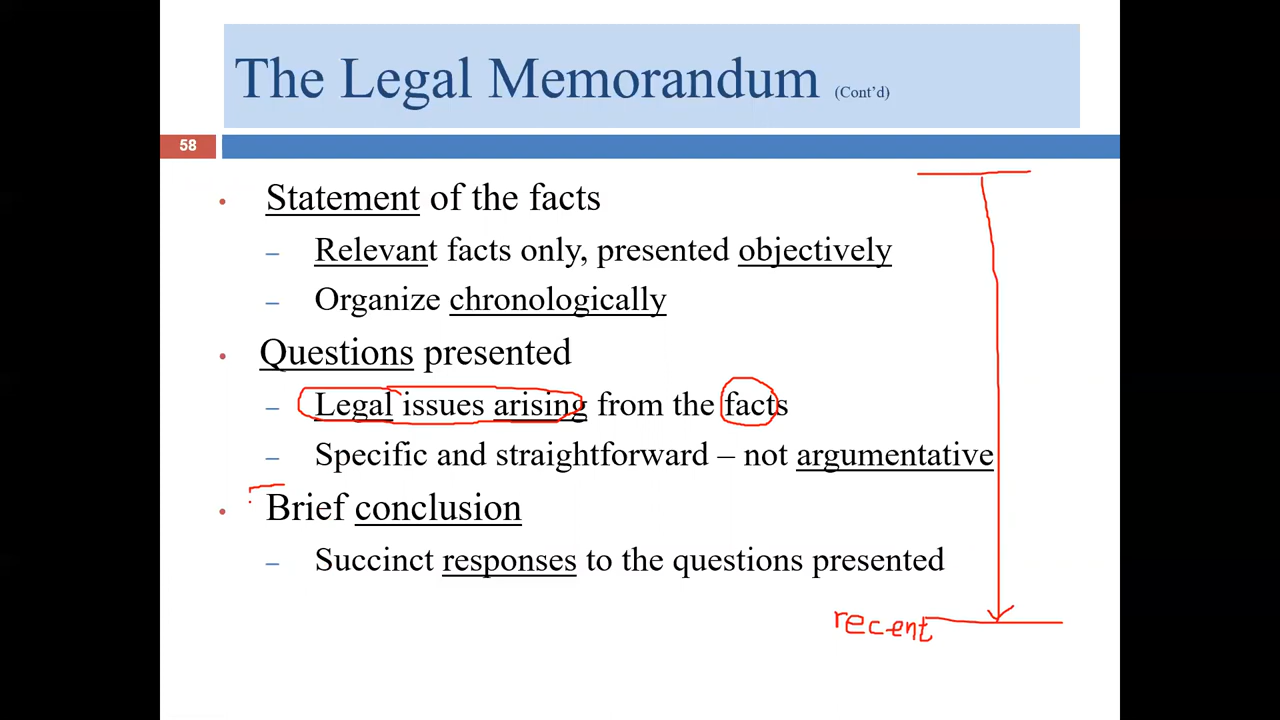 The Legal Memorandum (Cont'd)
58
• Statement of the facts
– Relevant facts only, presented objectively
– Organize chronologically
• Questions presented
– Legal issues arising from the facts
– Specific and straightforward – not argumentative
• Brief conclusion
– Succinct responses to the questions presented
recent